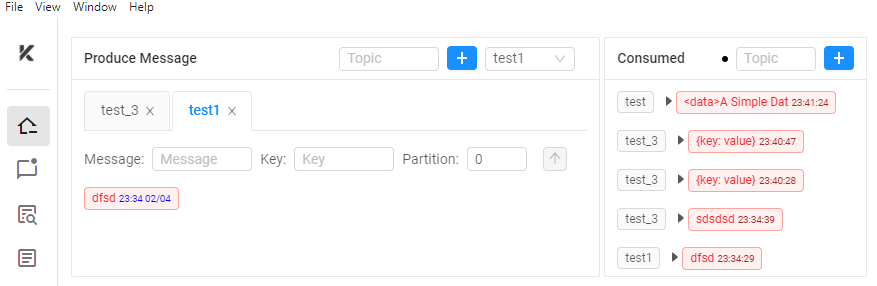 File View Window Help
Produce Message Topic + test1
Consumed Topic +
test_3 × test1 ×
Message: Message Key: Key Partition: 0
dfsd 23:34 02/04
test <data>A Simple Dat 23:41:24
test_3 {key: value} 23:40:47
test_3 {key: value} 23:40:28
test_3 sdsdsd 23:34:39
test1 dfsd 23:34:29